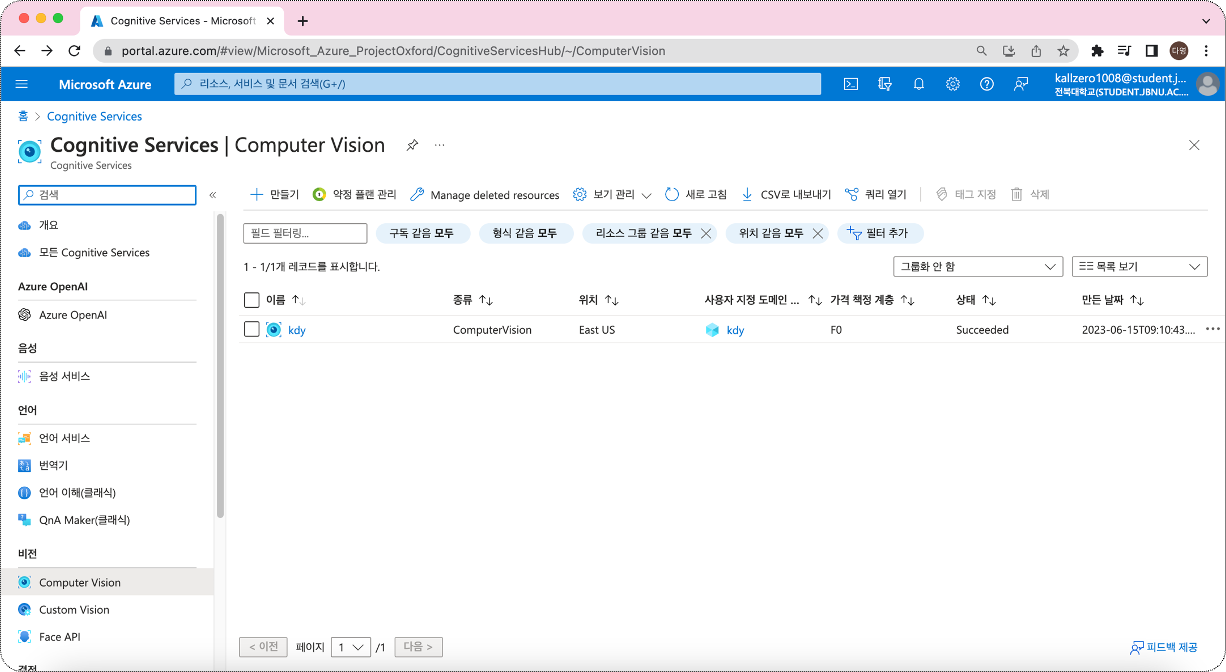 Cognitive Services - Microsoft
portal.azure.com/#view/Microsoft_Azure_ProjectOxford/CognitiveServicesHub/~/ComputerVision
다영
Microsoft Azure
리소스, 서비스 및 문서 검색(G+/)
kallzero1008@student.j...
전북대학교(STUDENT.JBNU.AC....
홈 > Cognitive Services
Cognitive Services | Computer Vision
Cognitive Services
검색
만들기
약정 플랜 관리
Manage deleted resources
보기 관리
새로 고침
CSV로 내보내기
쿼리 열기
태그 지정
삭제
개요
모든 Cognitive Services
Azure OpenAI
Azure OpenAI
음성
음성 서비스
언어
언어 서비스
번역기
언어 이해(클래식)
QnA Maker(클래식)
비전
Computer Vision
Custom Vision
Face API
결정
필드 필터링...
구독 같음 모두
형식 같음 모두
리소스 그룹 같음 모두
위치 같음 모두
필터 추가
1 - 1/1개 레코드를 표시합니다.
그룹화 안 함
목록 보기
이름 종류 위치 사용자 지정 도메인 ... 가격 책정 계층 상태 만든 날짜
kdy ComputerVision East US kdy F0 Succeeded 2023-06-15T09:10:43....
< 이전 페이지 1 /1 다음 >
피드백 제공